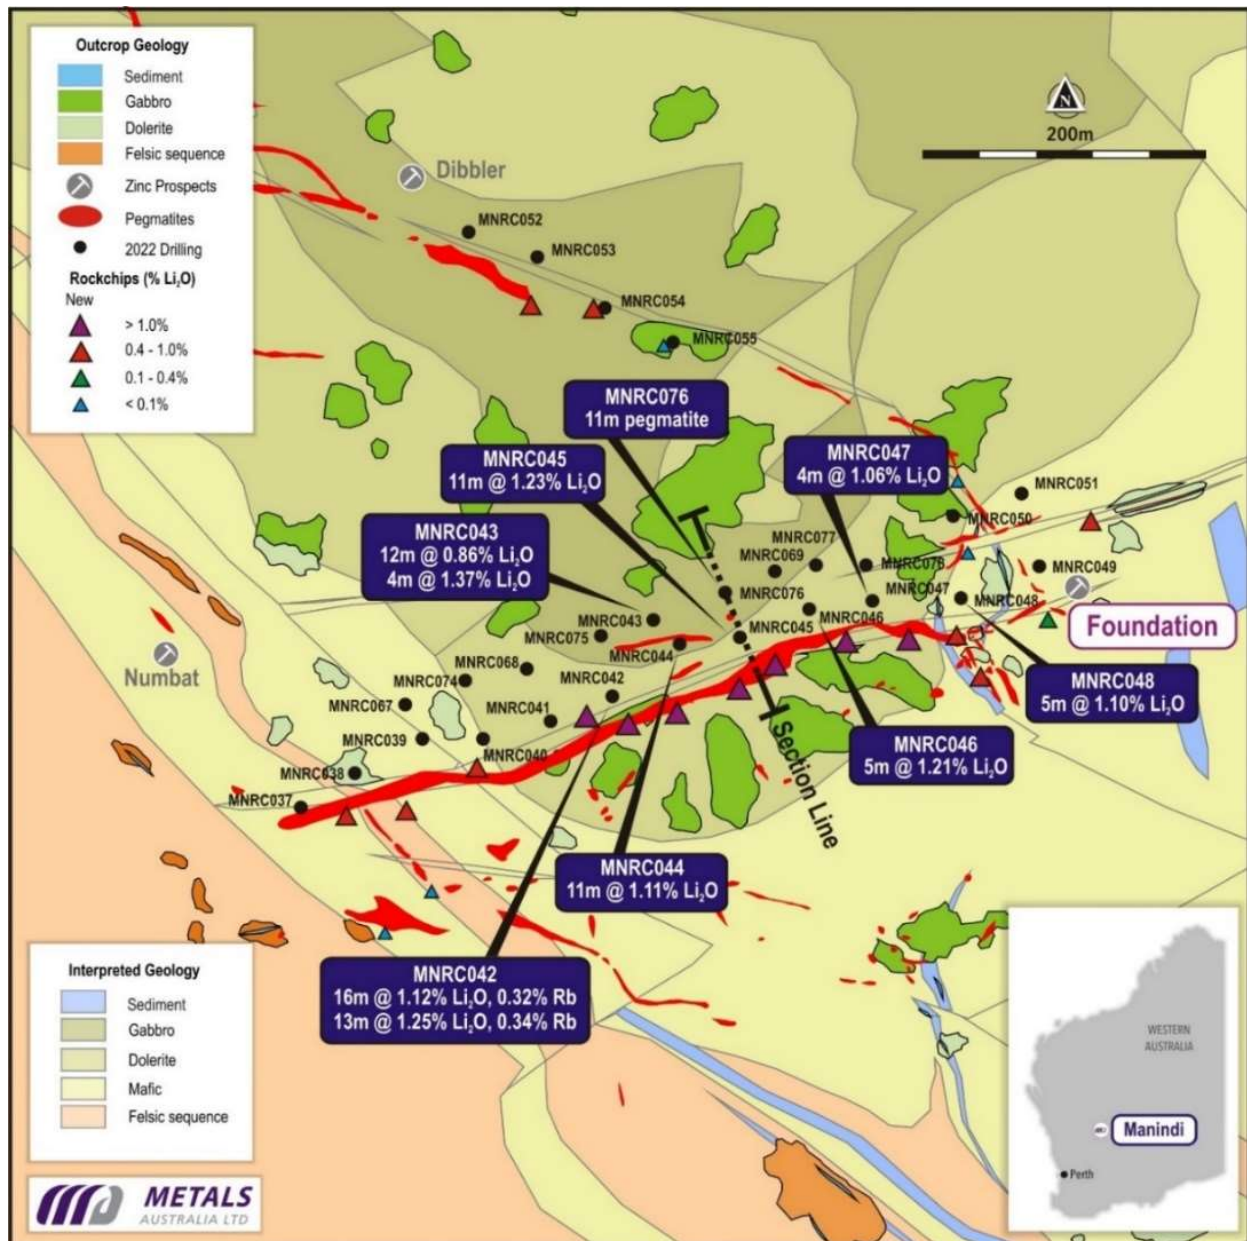 Outcrop Geology
Sediment
Gabbro
Dolerite
Felsic sequence
Zinc Prospects
Pegmatites
2022 Drilling
Rockchips (% Li₂O)
New
> 1.0%
0.4 - 1.0%
0.1 - 0.4%
< 0.1%
N
200m
Dibbler
MNRC052
MNRC053
MNRC054
MNRC055
MNRC076
11m pegmatite
MNRC045
11m @ 1.23% Li₂O
MNRC047
4m @ 1.06% Li₂O
MNRC043
12m @ 0.86% Li₂O
4m @ 1.37% Li₂O
MNRC051
MNRC050
MNRC077
MNRC069
MNRC078
MNRC049
MNRC076
MNRC047
MNRC048
MNRC043
MNRC046
MNRC045
MNRC075
MNRC044
Foundation
Numbat
MNRC068
MNRC074
MNRC042
MNRC067
MNRC041
MNRC039
MNRC040
MNRC038
MNRC037
MNRC048
5m @ 1.10% Li₂O
MNRC046
5m @ 1.21% Li₂O
Section Line
MNRC044
11m @ 1.11% Li₂O
MNRC042
16m @ 1.12% Li₂O, 0.32% Rb
13m @ 1.25% Li₂O, 0.34% Rb
Interpreted Geology
Sediment
Gabbro
Dolerite
Mafic
Felsic sequence
WESTERN
AUSTRALIA
Manindi
Perth
METALS
AUSTRALIA LTD